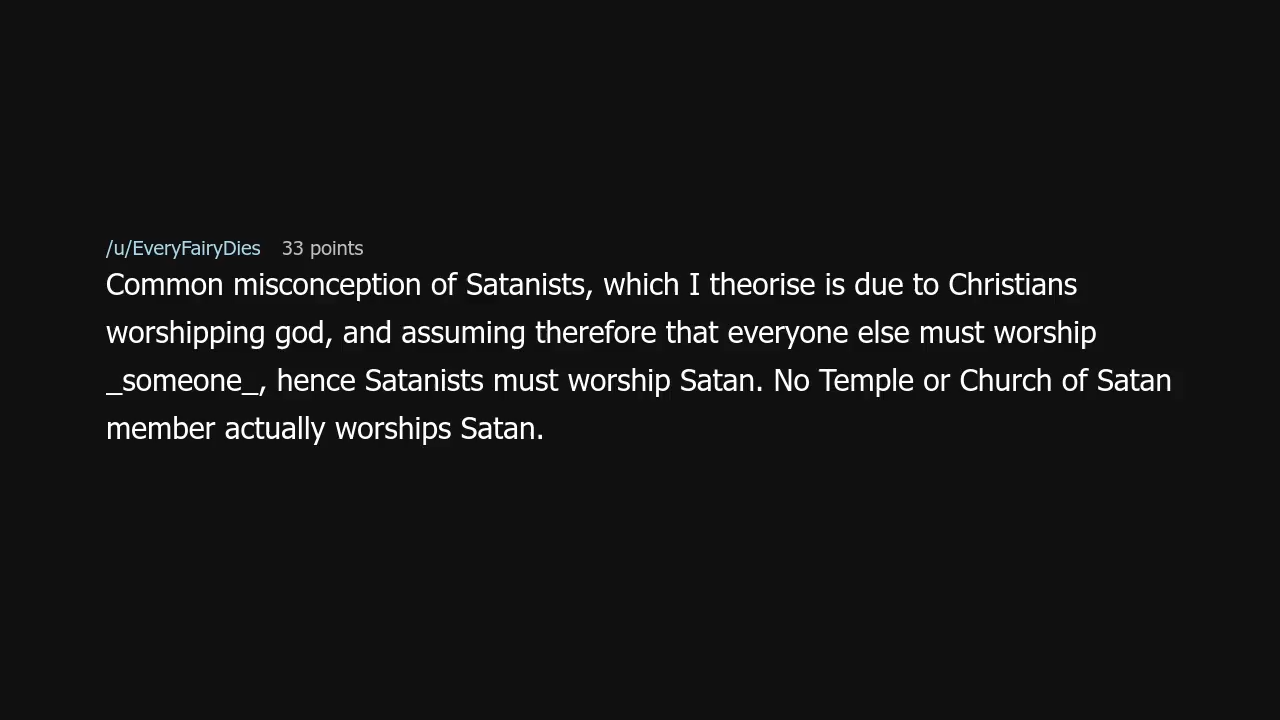 /u/EveryFairyDies 33 points
Common misconception of Satanists, which I theorise is due to Christians
worshipping god, and assuming therefore that everyone else must worship
_someone_, hence Satanists must worship Satan. No Temple or Church of Satan
member actually worships Satan.